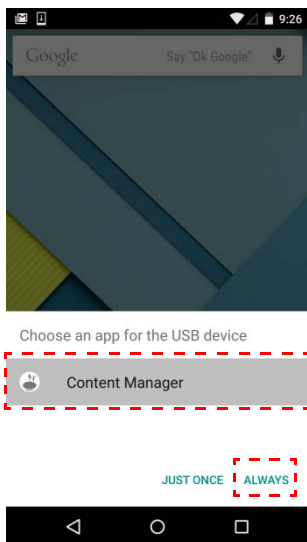 9:26
Google Say "Ok Google"
Choose an app for the USB device
Content Manager
JUST ONCE ALWAYS